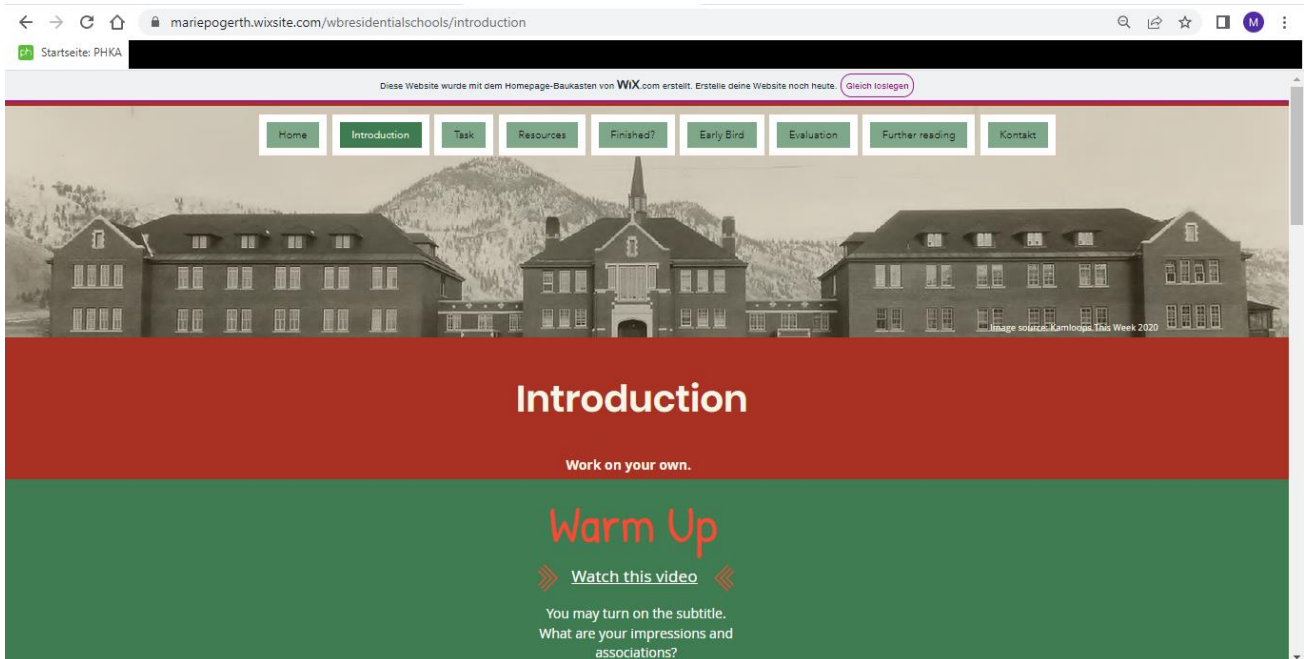 mariepogerth.wixsite.com/wbresidentialschools/introduction
M
ph Startseite: PHKA
Diese Website wurde mit dem Homepage-Baukasten von WiX.com erstellt. Erstelle deine Website noch heute. Gleich loslegen
Home Introduction Task Resources Finished? Early Bird Evaluation Further reading Kontakt
Image source: Kamloops This Week 2020
Introduction
Work on your own.
Warm Up
Watch this video
You may turn on the subtitle.
What are your impressions and
associations?